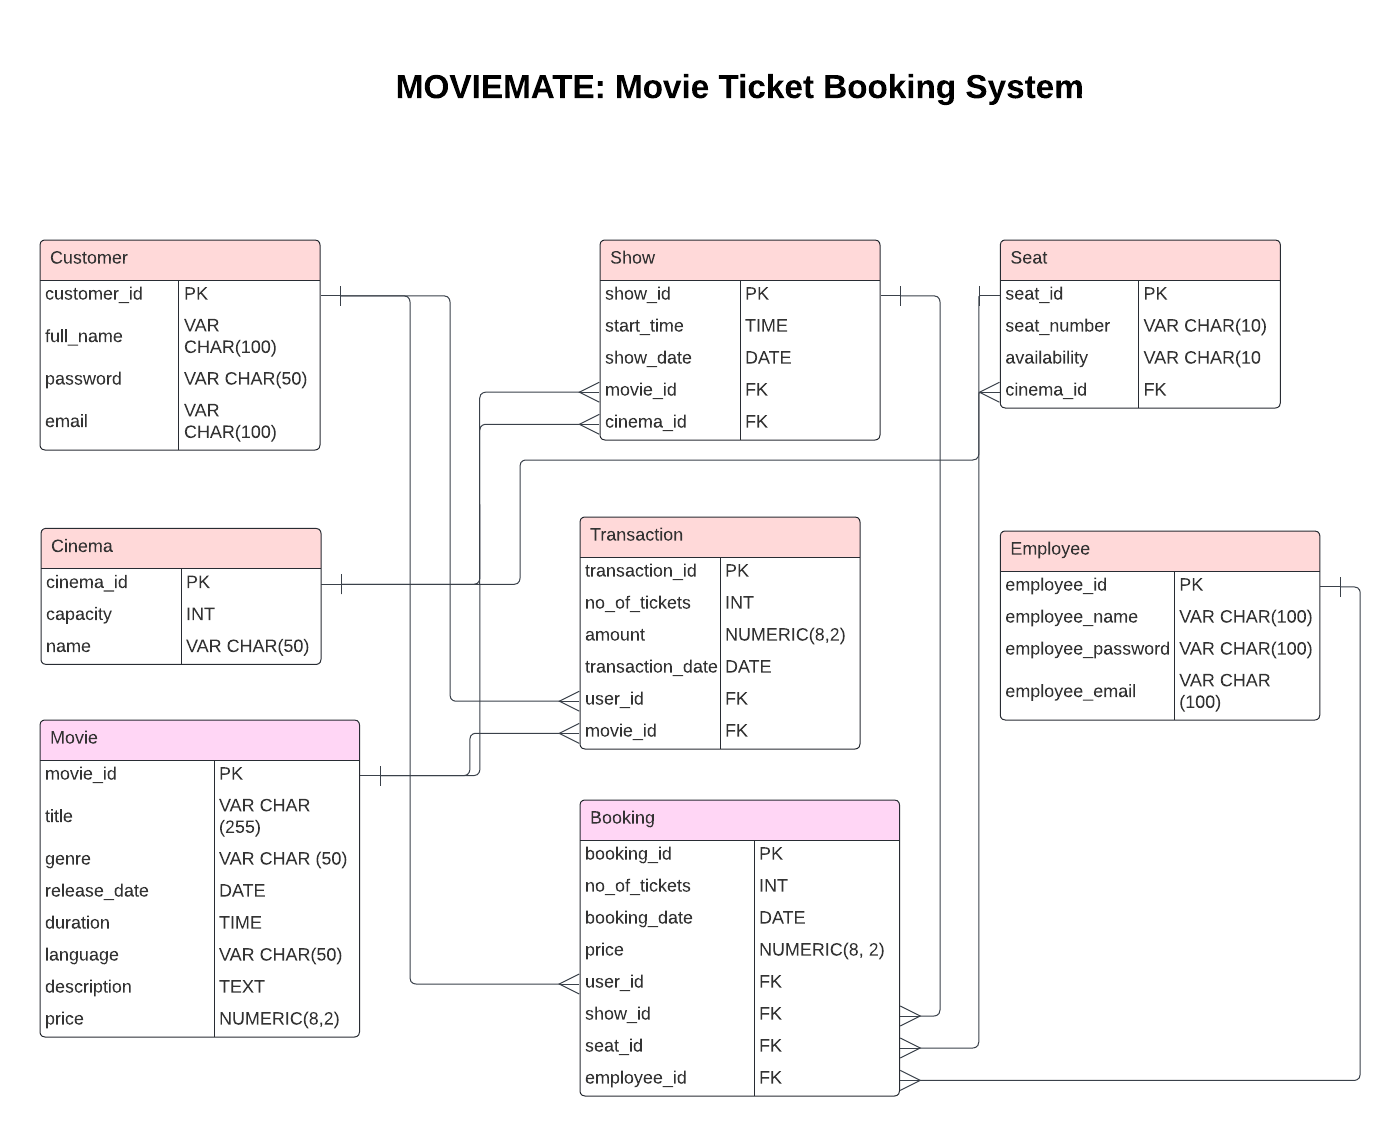 MOVIEMATE: Movie Ticket Booking System
Customer
customer_id PK
full_name VAR
CHAR(100)
password VAR CHAR(50)
email VAR
CHAR(100)
Show
show_id PK
start_time TIME
show_date DATE
movie_id FK
cinema_id FK
Seat
seat_id PK
seat_number VAR CHAR(10)
availability VAR CHAR(10
cinema_id FK
Cinema
cinema_id PK
capacity INT
name VAR CHAR(50)
Transaction
transaction_id PK
no_of_tickets INT
amount NUMERIC(8,2)
transaction_date DATE
user_id FK
movie_id FK
Employee
employee_id PK
employee_name VAR CHAR(100)
employee_password VAR CHAR(100)
employee_email VAR CHAR
(100)
Movie
movie_id PK
title VAR CHAR
(255)
genre VAR CHAR (50)
release_date DATE
duration TIME
language VAR CHAR(50)
description TEXT
price NUMERIC(8,2)
Booking
booking_id PK
no_of_tickets INT
booking_date DATE
price NUMERIC(8, 2)
user_id FK
show_id FK
seat_id FK
employee_id FK